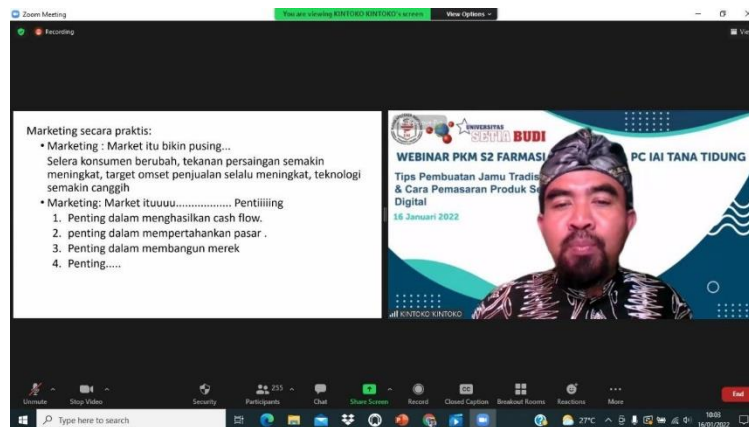 Zoom Meeting
You are viewing KINTOKO KINTOKO's screen
View Options
Recording
View
Marketing secara praktis:
• Marketing : Market itu bikin pusing...
Selera konsumen berubah, tekanan persaingan semakin
meningkat, target omset penjualan selalu meningkat, teknologi
semakin canggih
• Marketing: Market ituuuu.................. Pentiiiiiing
1. Penting dalam menghasilkan cash flow.
2. penting dalam mempertahankan pasar .
3. Penting dalam membangun merek
4. Penting.....
UNIVERSITAS
SETIA BUDI
WEBINAR PKM S2 FARMASI
PC IAI TANA TIDUNG
Tips Pembuatan Jamu Tradis
& Cara Pemasaran Produk Se
Digital
16 Januari 2022
KINTOKO KINTOKO
Unmute
Stop Video
Security
Participants
255
Chat
Share Screen
Record
Closed Caption
Breakout Rooms
Reactions
More
End
Type here to search
27°C
10:03
16/01/2022